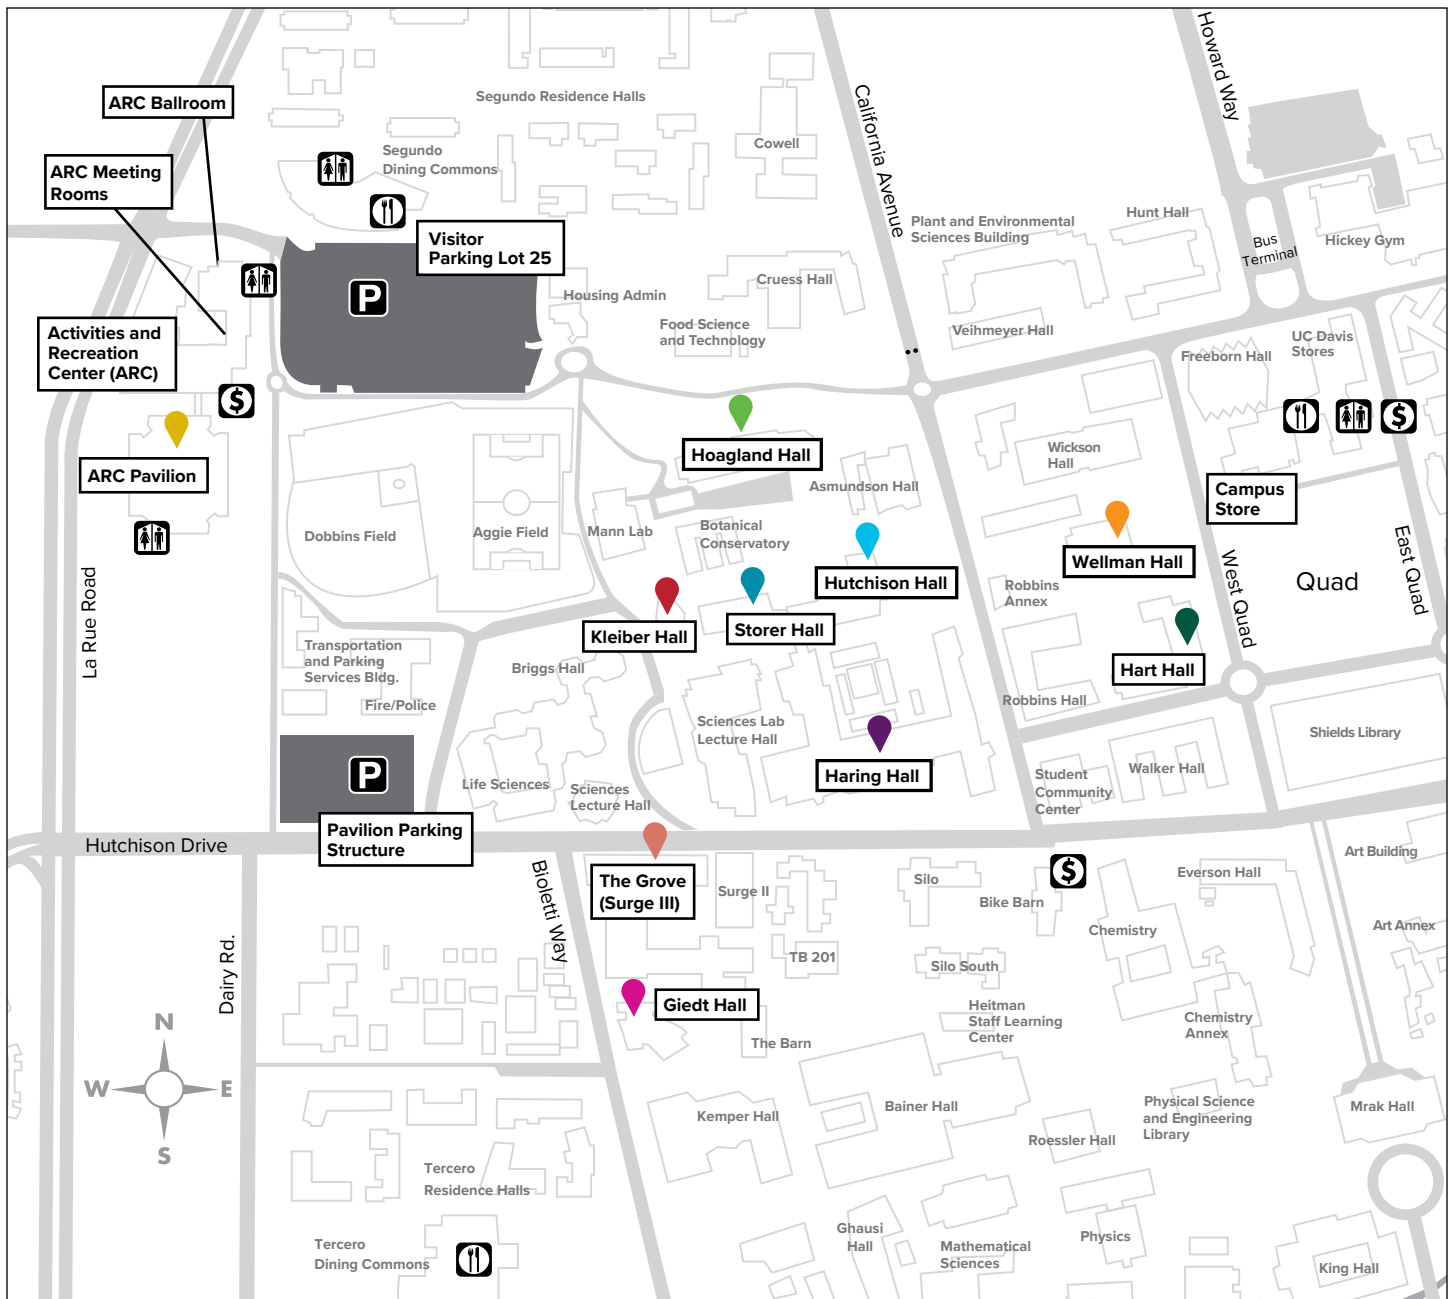 Howard Way
California Avenue
ARC Ballroom
Segundo Residence Halls
Segundo
Dining Commons
Cowell
ARC Meeting
Rooms
Visitor
Parking Lot 25
P
Plant and Environmental
Sciences Building
Hunt Hall
Bus
Terminal
Hickey Gym
Housing Admin
Cruess Hall
Activities and
Recreation
Center (ARC)
Food Science
and Technology
Veihmeyer Hall
Freeborn Hall
UC Davis
Stores
$
$
ARC Pavilion
Hoagland Hall
Wickson
Hall
Asmundson Hall
Campus
Store
Dobbins Field
Aggie Field
Mann Lab
Botanical
Conservatory
Hutchison Hall
Wellman Hall
Robbins
Annex
West Quad
Quad
East Quad
La Rue Road
Kleiber Hall
Storer Hall
Hart Hall
Transportation
and Parking
Services Bldg.
Fire/Police
Briggs Hall
Robbins Hall
Sciences Lab
Lecture Hall
Shields Library
P
Life Sciences
Sciences
Lecture Hall
Haring Hall
Student
Community
Center
Walker Hall
Pavilion Parking
Structure
Hutchison Drive
Bioletti Way
The Grove
(Surge III)
Surge II
Silo
Bike Barn
$
Everson Hall
Art Building
Chemistry
Art Annex
TB 201
Silo South
Dairy Rd.
Giedt Hall
The Barn
Heitman
Staff Learning
Center
Chemistry
Annex
N
W
E
S
Kemper Hall
Bainer Hall
Roessler Hall
Physical Science
and Engineering
Library
Mrak Hall
Tercero
Residence Halls
Tercero
Dining Commons
Ghausi
Hall
Mathematical
Sciences
Physics
King Hall